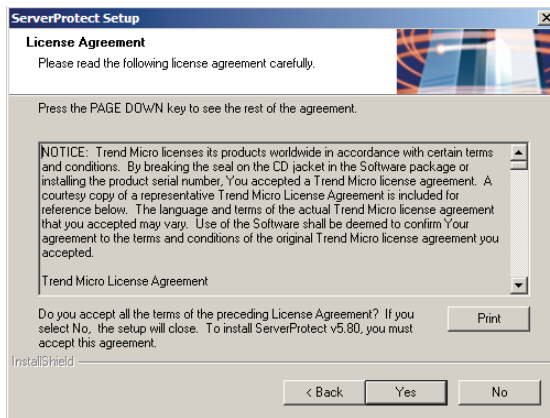 ServerProtect Setup
License Agreement
Please read the following license agreement carefully.
Press the PAGE DOWN key to see the rest of the agreement.
NOTICE: Trend Micro licenses its products worldwide in accordance with certain terms
and conditions. By breaking the seal on the CD jacket in the Software package or
installing the product serial number, You accepted a Trend Micro license agreement. A
courtesy copy of a representative Trend Micro License Agreement is included for
reference below. The language and terms of the actual Trend Micro license agreement
that you accepted may vary. Use of the Software shall be deemed to confirm Your
agreement to the terms and conditions of the original Trend Micro license agreement you
accepted.
Trend Micro License Agreement
Do you accept all the terms of the preceding License Agreement? If you
select No, the setup will close. To install ServerProtect v5.80, you must
accept this agreement.
Print
InstallShield
< Back
Yes
No